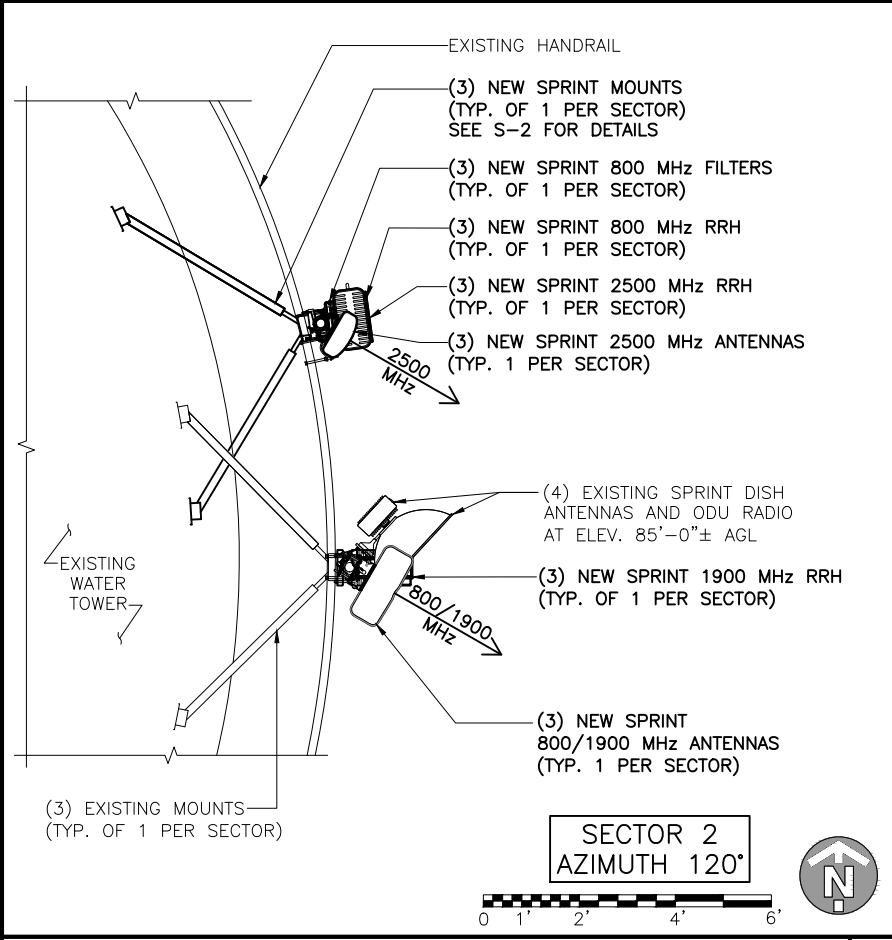 EXISTING HANDRAIL
(3) NEW SPRINT MOUNTS
(TYP. OF 1 PER SECTOR)
SEE S-2 FOR DETAILS
(3) NEW SPRINT 800 MHz FILTERS
(TYP. OF 1 PER SECTOR)
(3) NEW SPRINT 800 MHz RRH
(TYP. OF 1 PER SECTOR)
(3) NEW SPRINT 2500 MHz RRH
(TYP. OF 1 PER SECTOR)
(3) NEW SPRINT 2500 MHz ANTENNAS
(TYP. 1 PER SECTOR)
2500
MHz
(4) EXISTING SPRINT DISH
ANTENNAS AND ODU RADIO
AT ELEV. 85'-0"± AGL
EXISTING
WATER
TOWER
(3) NEW SPRINT 1900 MHz RRH
(TYP. OF 1 PER SECTOR)
800/1900
MHz
(3) NEW SPRINT
800/1900 MHz ANTENNAS
(TYP. 1 PER SECTOR)
(3) EXISTING MOUNTS
(TYP. OF 1 PER SECTOR)
SECTOR 2
AZIMUTH 120°
N
0 1' 2' 4' 6'